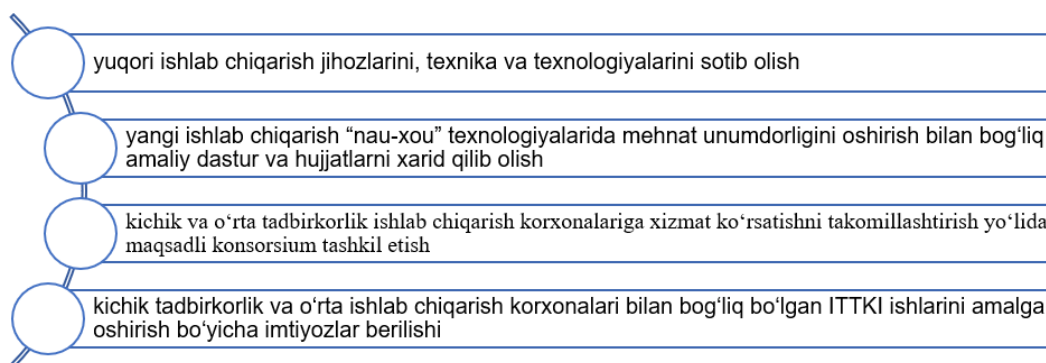 yuqori ishlab chiqarish jihozlarini, texnika va texnologiyalarini sotib olish
yangi ishlab chiqarish “nau-xou” texnologiyalarida mehnat unumdorligini oshirish bilan bog‘liq
amaliy dastur va hujjatlarni xarid qilib olish
kichik va o‘rta tadbirkorlik ishlab chiqarish korxonalariga xizmat ko‘rsatishni takomillashtirish yo‘lida
maqsadli konsorsium tashkil etish
kichik tadbirkorlik va o‘rta ishlab chiqarish korxonalari bilan bog‘liq bo‘lgan ITTKI ishlarini amalga
oshirish bo‘yicha imtiyozlar berilishi